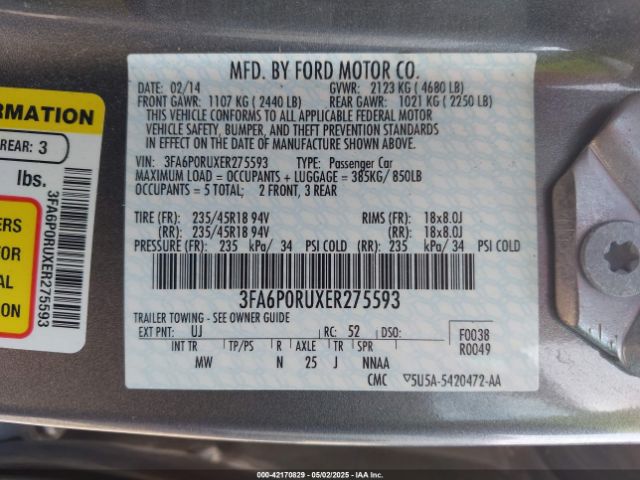 ORMATION
REAR: 3
lbs.
3FA6P0RUXER275593
ERS
TOR
ION
MFD. BY FORD MOTOR CO.
DATE: 02/14 GVWR: 2123 KG ( 4680 LB)
FRONT GAWR: 1107 KG ( 2440 LB) REAR GAWR: 1021 KG ( 2250 LB)
THIS VEHICLE CONFORMS TO ALL APPLICABLE FEDERAL MOTOR
VEHICLE SAFETY, BUMPER, AND THEFT PREVENTION STANDARDS
IN EFFECT ON THE DATE OF MANUFACTURE SHOWN ABOVE.
VIN: 3FA6P0RUXER275593 TYPE: Passenger Car
MAXIMUM LOAD = OCCUPANTS + LUGGAGE = 385KG/ 850LB
OCCUPANTS = 5 TOTAL; 2 FRONT, 3 REAR
TIRE (FR): 235/45R18 94V RIMS (FR): 18x8.0J
(RR): 235/45R18 94V (RR): 18x8.0J
PRESSURE (FR): 235 kPa/ 34 PSI COLD (RR): 235 kPa/ 34 PSI COLD
3FA6P0RUXER275593
TRAILER TOWING - SEE OWNER GUIDE
EXT PNT: UJ RC: 52 DSO:
F0038
R0049
INT TR TP/PS R AXLE TR SPR
MW N 25 J NNAA
CMC ▽5U5A-5420472-AA
000-42170829 - 05/02/2025 - IAA Inc.